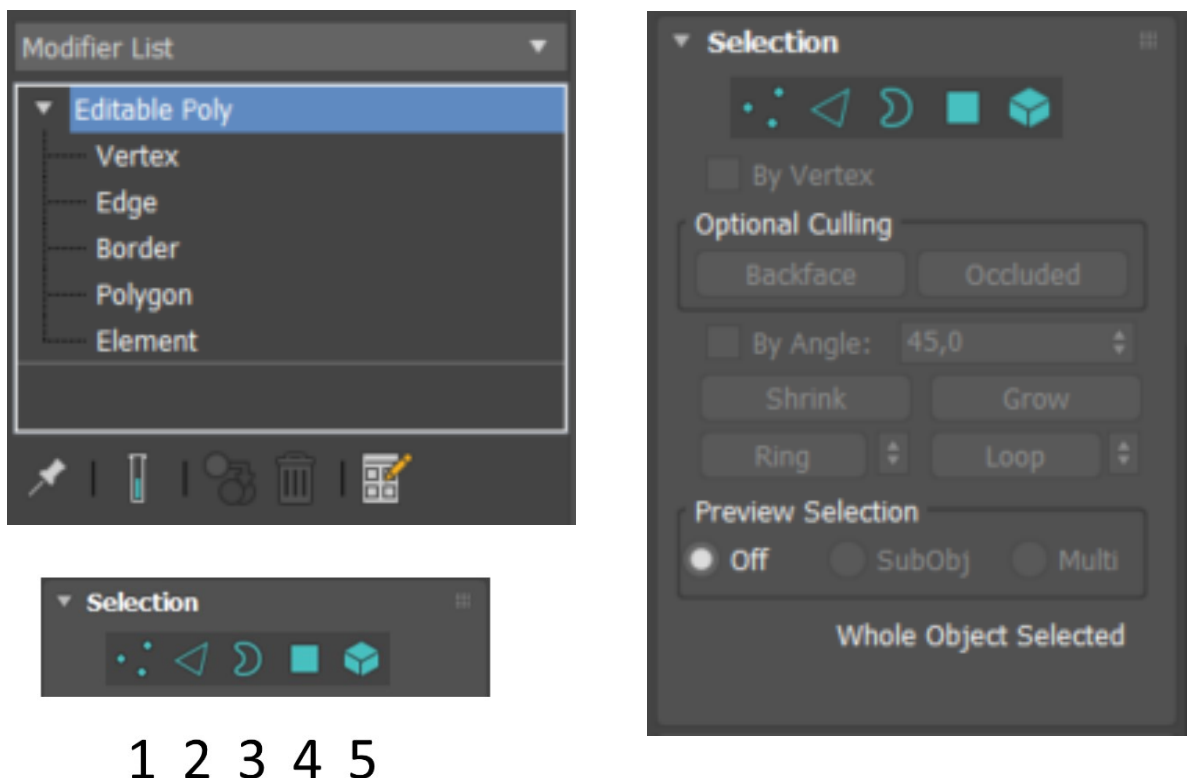 Modifier List
Editable Poly
Vertex
Edge
Border
Polygon
Element
Selection
1 2 3 4 5
Selection
By Vertex
Optional Culling
Backface Occluded
By Angle: 45,0
Shrink Grow
Ring Loop
Preview Selection
Off SubObj Multi
Whole Object Selected